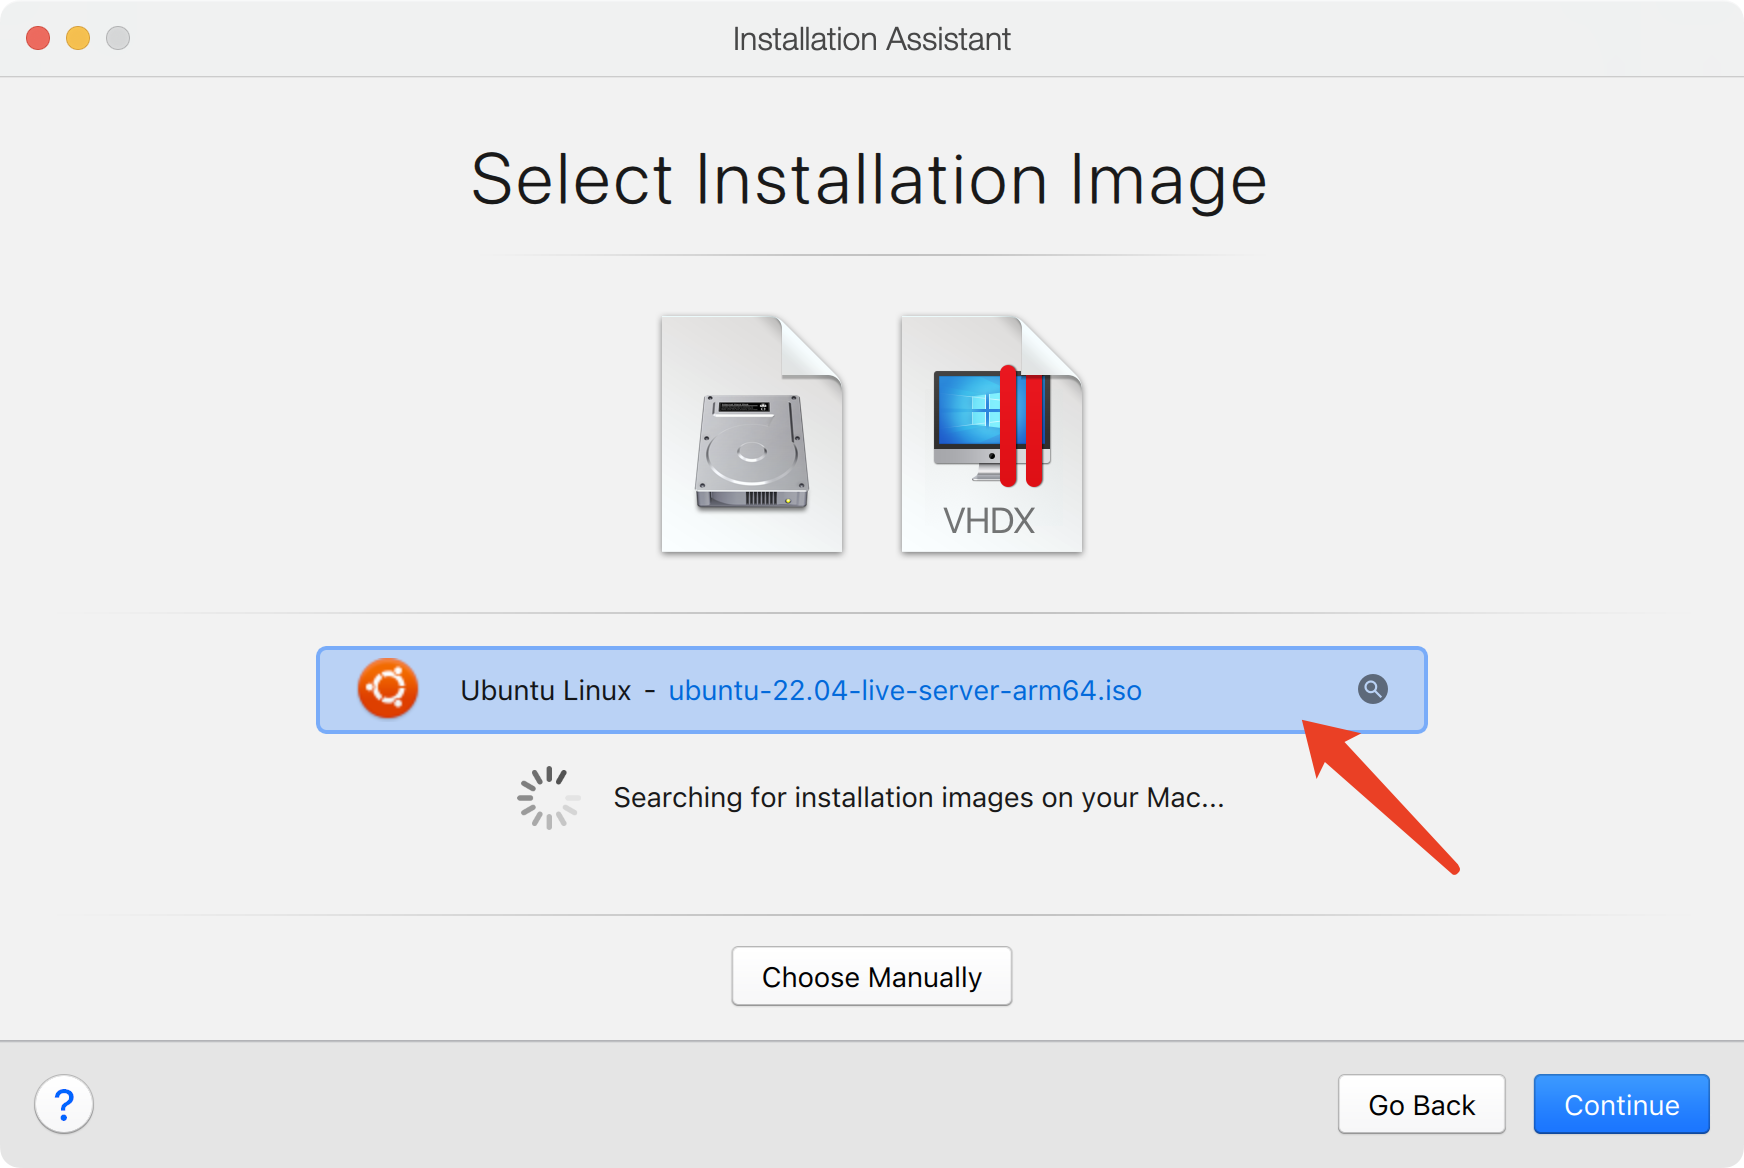 Installation Assistant
Select Installation Image
VHDX
Ubuntu Linux - ubuntu-22.04-live-server-arm64.iso
Searching for installation images on your Mac...
Choose Manually
?
Go Back
Continue